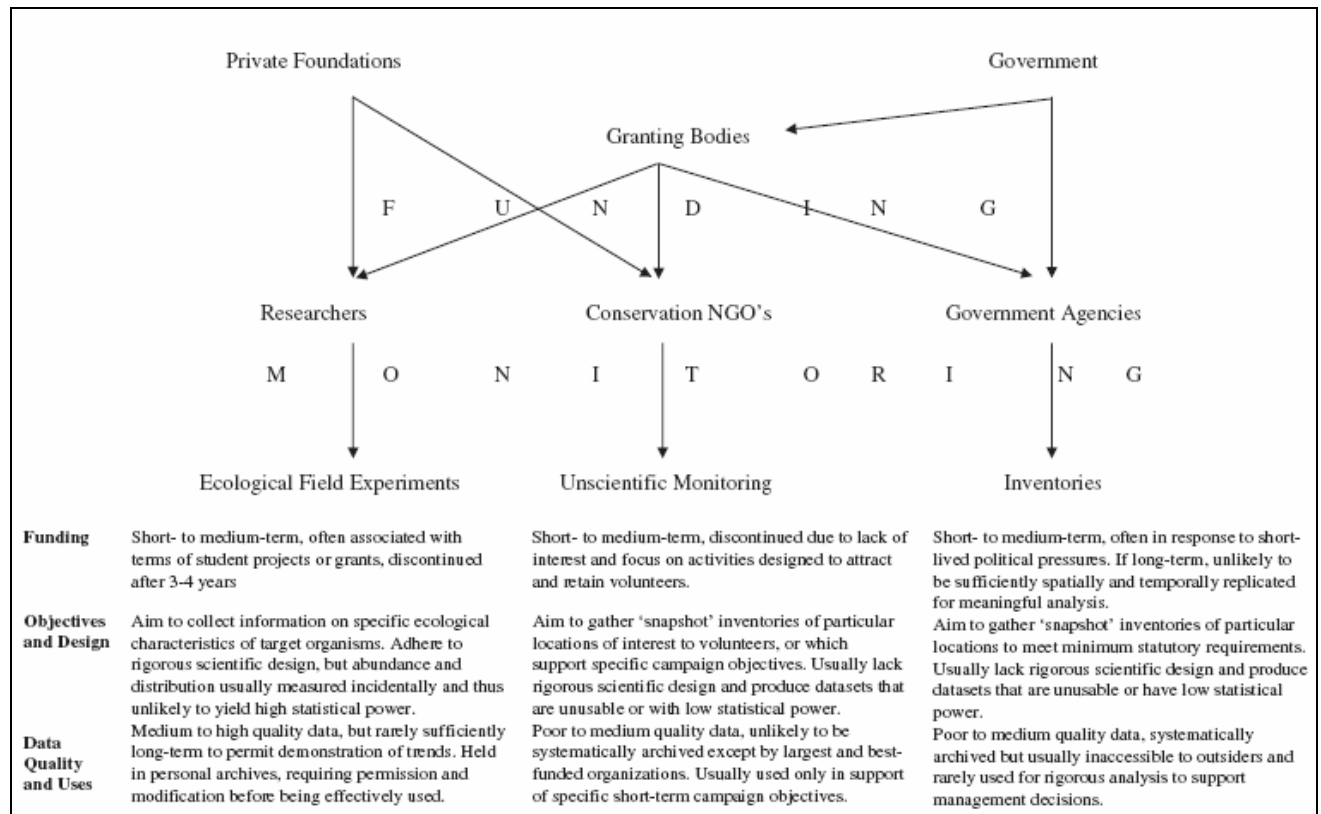 Private Foundations
Government
Granting Bodies
F U N D I N G
Researchers
Conservation NGO's
Government Agencies
M O N I T O R I N G
Ecological Field Experiments
Unscientific Monitoring
Inventories
Funding
Short- to medium-term, often associated with
terms of student projects or grants, discontinued
after 3-4 years
Short- to medium-term, discontinued due to lack of
interest and focus on activities designed to attract
and retain volunteers.
Short- to medium-term, often in response to short-
lived political pressures. If long-term, unlikely to
be sufficiently spatially and temporally replicated
for meaningful analysis.
Objectives
and Design
Aim to collect information on specific ecological
characteristics of target organisms. Adhere to
rigorous scientific design, but abundance and
distribution usually measured incidentally and thus
unlikely to yield high statistical power.
Aim to gather ‘snapshot’ inventories of particular
locations of interest to volunteers, or which
support specific campaign objectives. Usually lack
rigorous scientific design and produce datasets that
are unusable or with low statistical power.
Aim to gather ‘snapshot’ inventories of particular
locations to meet minimum statutory requirements.
Usually lack rigorous scientific design and produce
datasets that are unusable or have low statistical
power.
Data
Quality
and Uses
Medium to high quality data, but rarely sufficiently
long-term to permit demonstration of trends. Held
in personal archives, requiring permission and
modification before being effectively used.
Poor to medium quality data, unlikely to be
systematically archived except by largest and best-
funded organizations. Usually used only in support
of specific short-term campaign objectives.
Poor to medium quality data, systematically
archived but usually inaccessible to outsiders and
rarely used for rigorous analysis to support
management decisions.